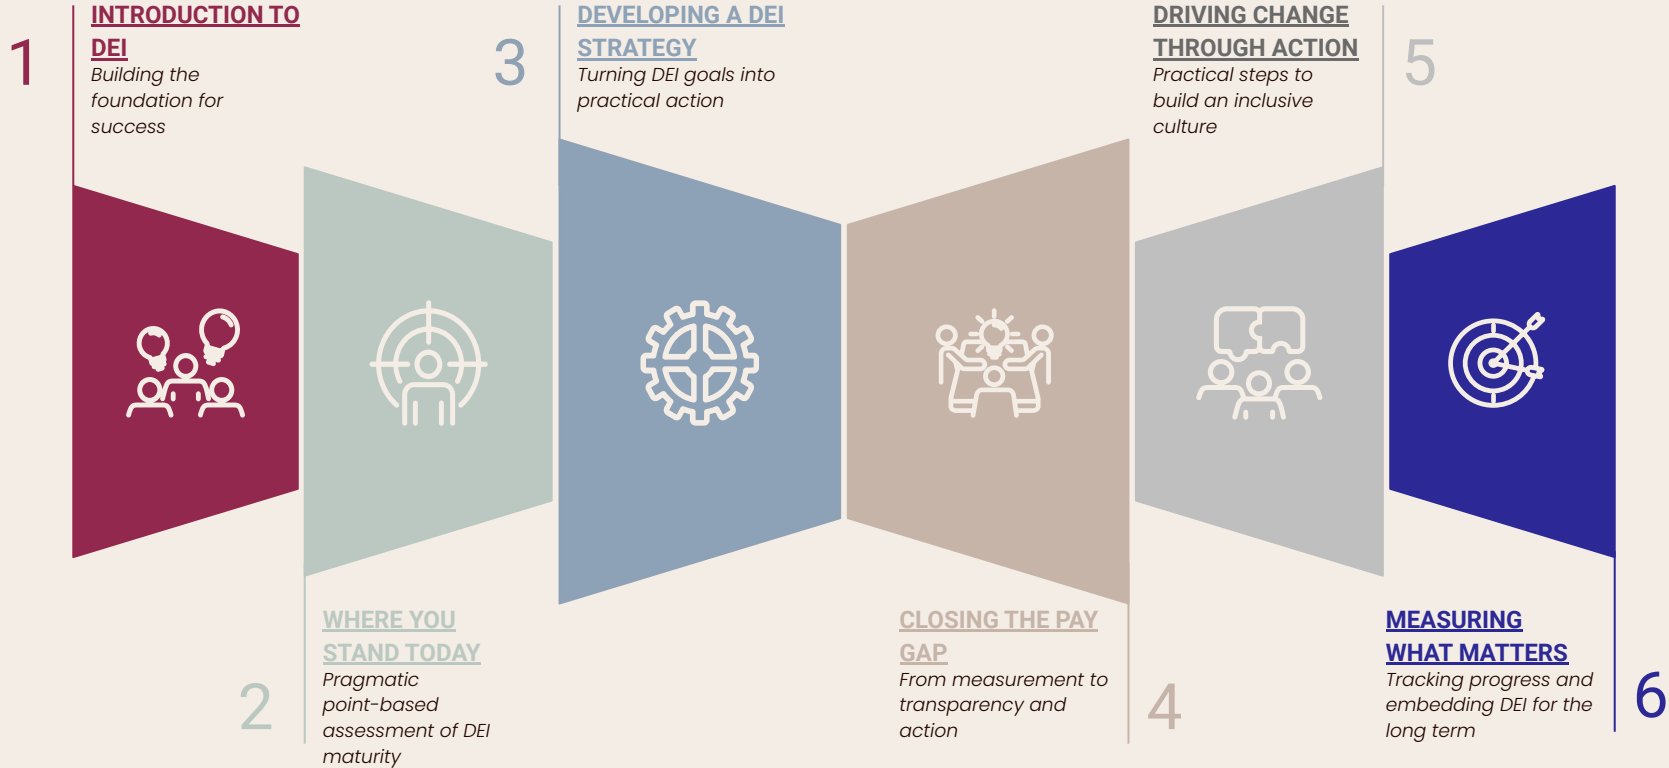 1
INTRODUCTION TO
DEI
Building the
foundation for
success
2
WHERE YOU
STAND TODAY
Pragmatic
point-based
assessment of DEI
maturity
3
DEVELOPING A DEI
STRATEGY
Turning DEI goals into
practical action
CLOSING THE PAY
GAP
From measurement to
transparency and
action
4
DRIVING CHANGE
THROUGH ACTION
Practical steps to
build an inclusive
culture
5
MEASURING
WHAT MATTERS
Tracking progress and
embedding DEI for the
long term
6